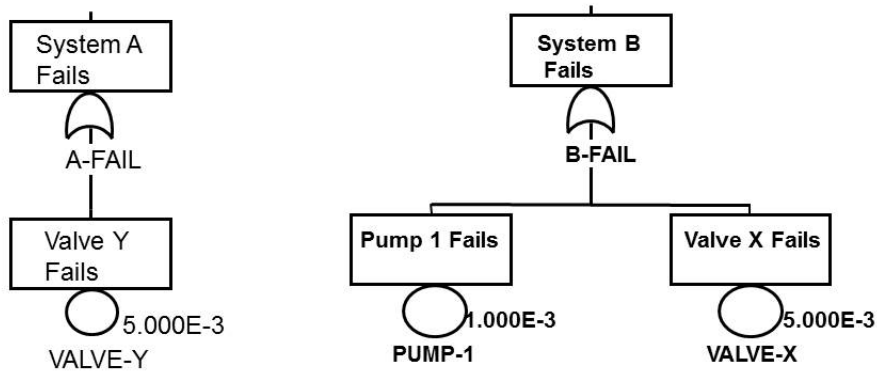 System A
Fails
A-FAIL
Valve Y
Fails
5.000E-3
VALVE-Y
System B
Fails
B-FAIL
Pump 1 Fails
1.000E-3
PUMP-1
Valve X Fails
5.000E-3
VALVE-X